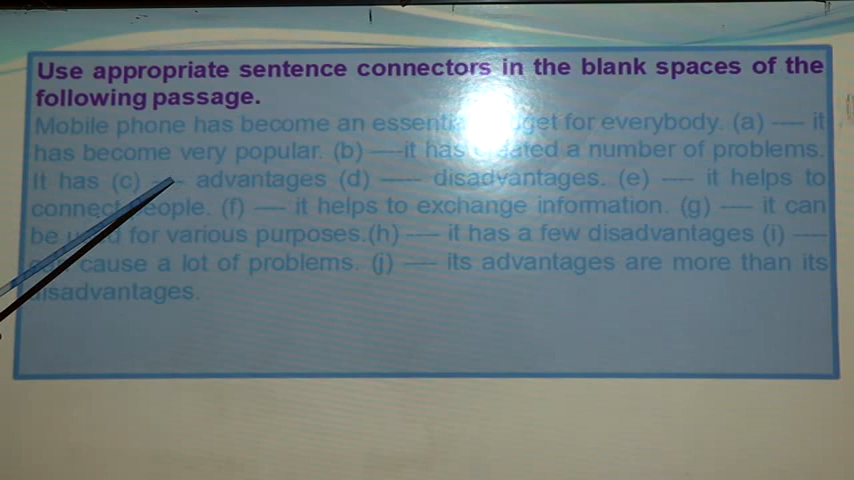 Use appropriate sentence connectors in the blank spaces of the
following passage.
Mobile phone has become an for everybody. (a) --- it
has become very popular. (b) ----it has a number of problems.
It has (c) advantages (d) --- disadvantages. (e) --- it helps to
connect people. (f) --- it helps to exchange information. (g) --- it can
be for various purposes.(h) --- it has a few disadvantages (i) ---
cause a lot of problems. (j) --- its advantages are more than its
disadvantages.